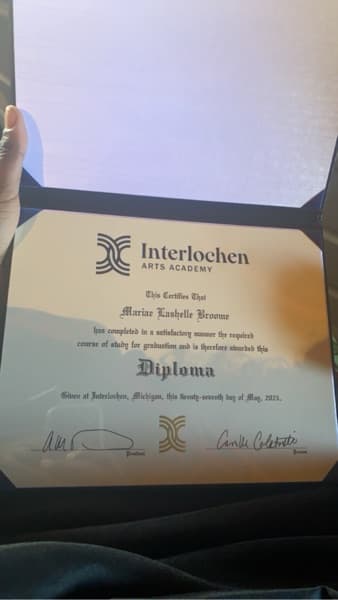 Interlochen
ARTS ACADEMY
This Certifies That
Mariae Lashelle Broome
has completed in a satisfactory manner the required
course of study for graduation and is therefore awarded this
Diploma
Given at Interlochen, Michigan, this twenty-seventh day of May, 2023.
President